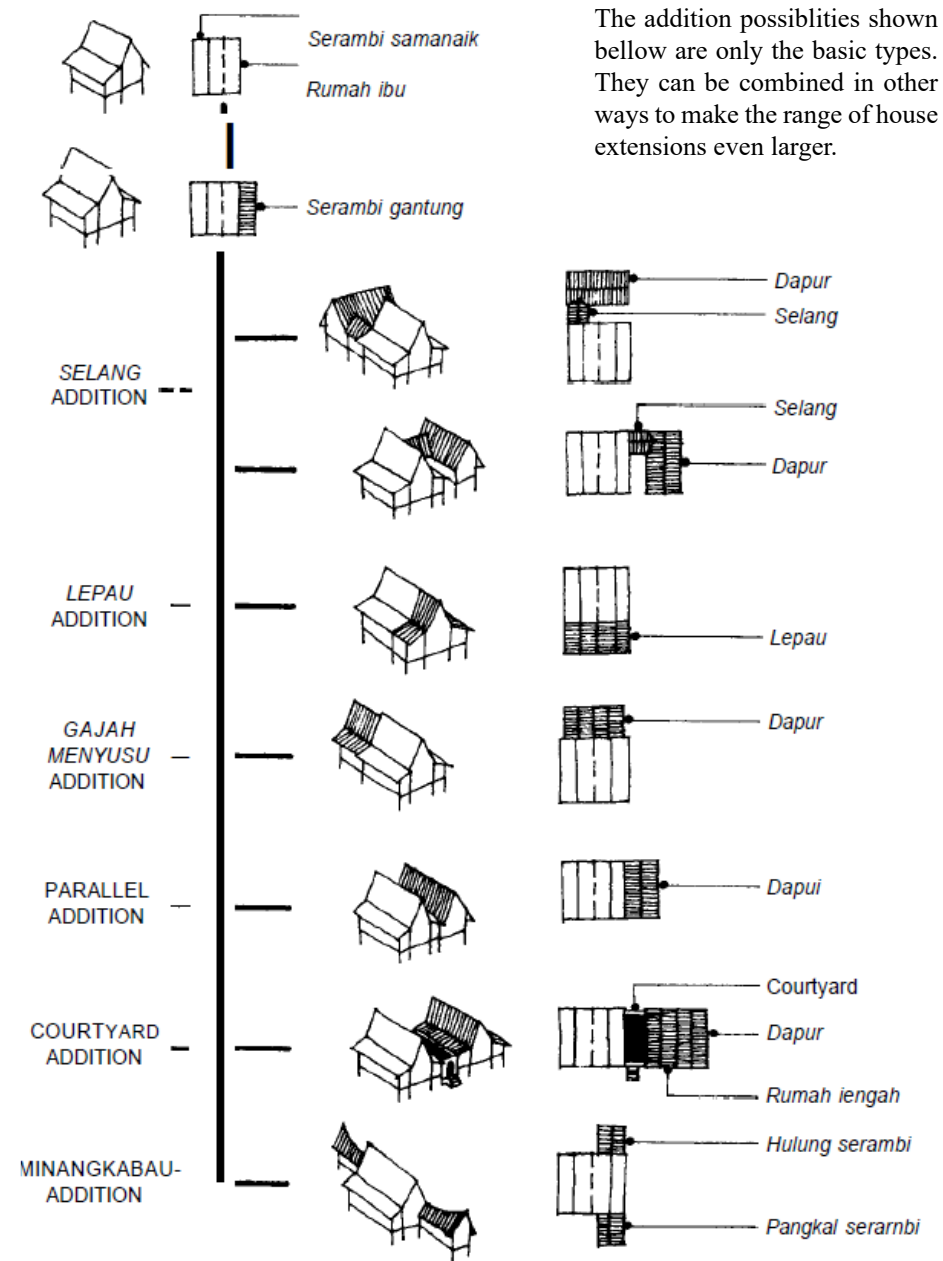 The addition possiblities shown
bellow are only the basic types.
They can be combined in other
ways to make the range of house
extensions even larger.
Serambi samanaik
Rumah ibu
Serambi gantung
SELANG
ADDITION
Dapur
Selang
Selang
Dapur
LEPAU
ADDITION
Lepau
GAJAH
MENYUSU
ADDITION
Dapur
PARALLEL
ADDITION
Dapui
COURTYARD
ADDITION
Courtyard
Dapur
Rumah iengah
MINANGKABAU-
ADDITION
Hulung serambi
Pangkal serarnbi